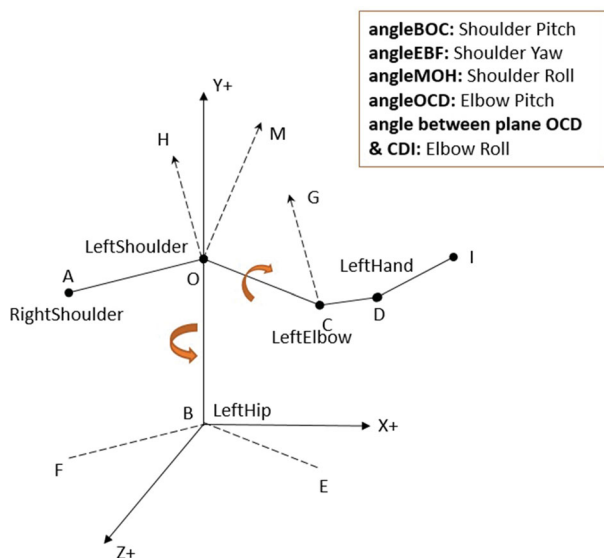 angleBOC: Shoulder Pitch
angleEBF: Shoulder Yaw
angleMOH: Shoulder Roll
angleOCD: Elbow Pitch
angle between plane OCD
& CDI: Elbow Roll
Y+
H
M
G
LeftShoulder
A
O
LeftHand
I
RightShoulder
C
D
LeftElbow
B
LeftHip
X+
F
E
Z+